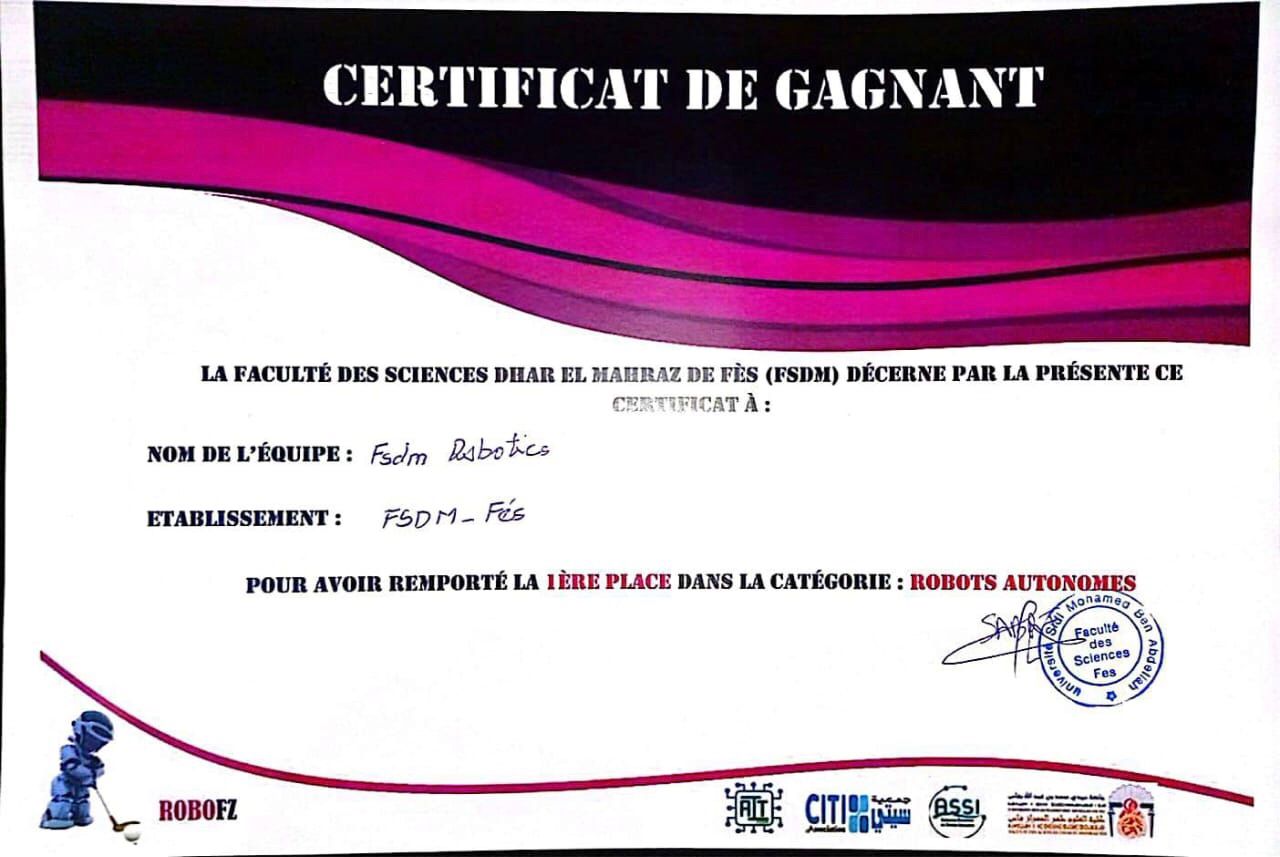 CERTIFICAT DE GAGNANT
LA FACULTÉ DES SCIENCES DHAR EL MAHRAZ DE FÈS (FSDM) DÉCERNE PAR LA PRÉSENTE CE
CERTIFICAT À :
NOM DE L'ÉQUIPE : Fsdm Robotics
ETABLISSEMENT : FSDM - Fés
POUR AVOIR REMPORTÉ LA 1ÈRE PLACE DANS LA CATÉGORIE : ROBOTS AUTONOMES
Université Sidi Mohamed Ben Abdellah
Faculté
des
Sciences
Fes
ROBOFZ
CITI
Association
جمعية
سيتي
ASSI